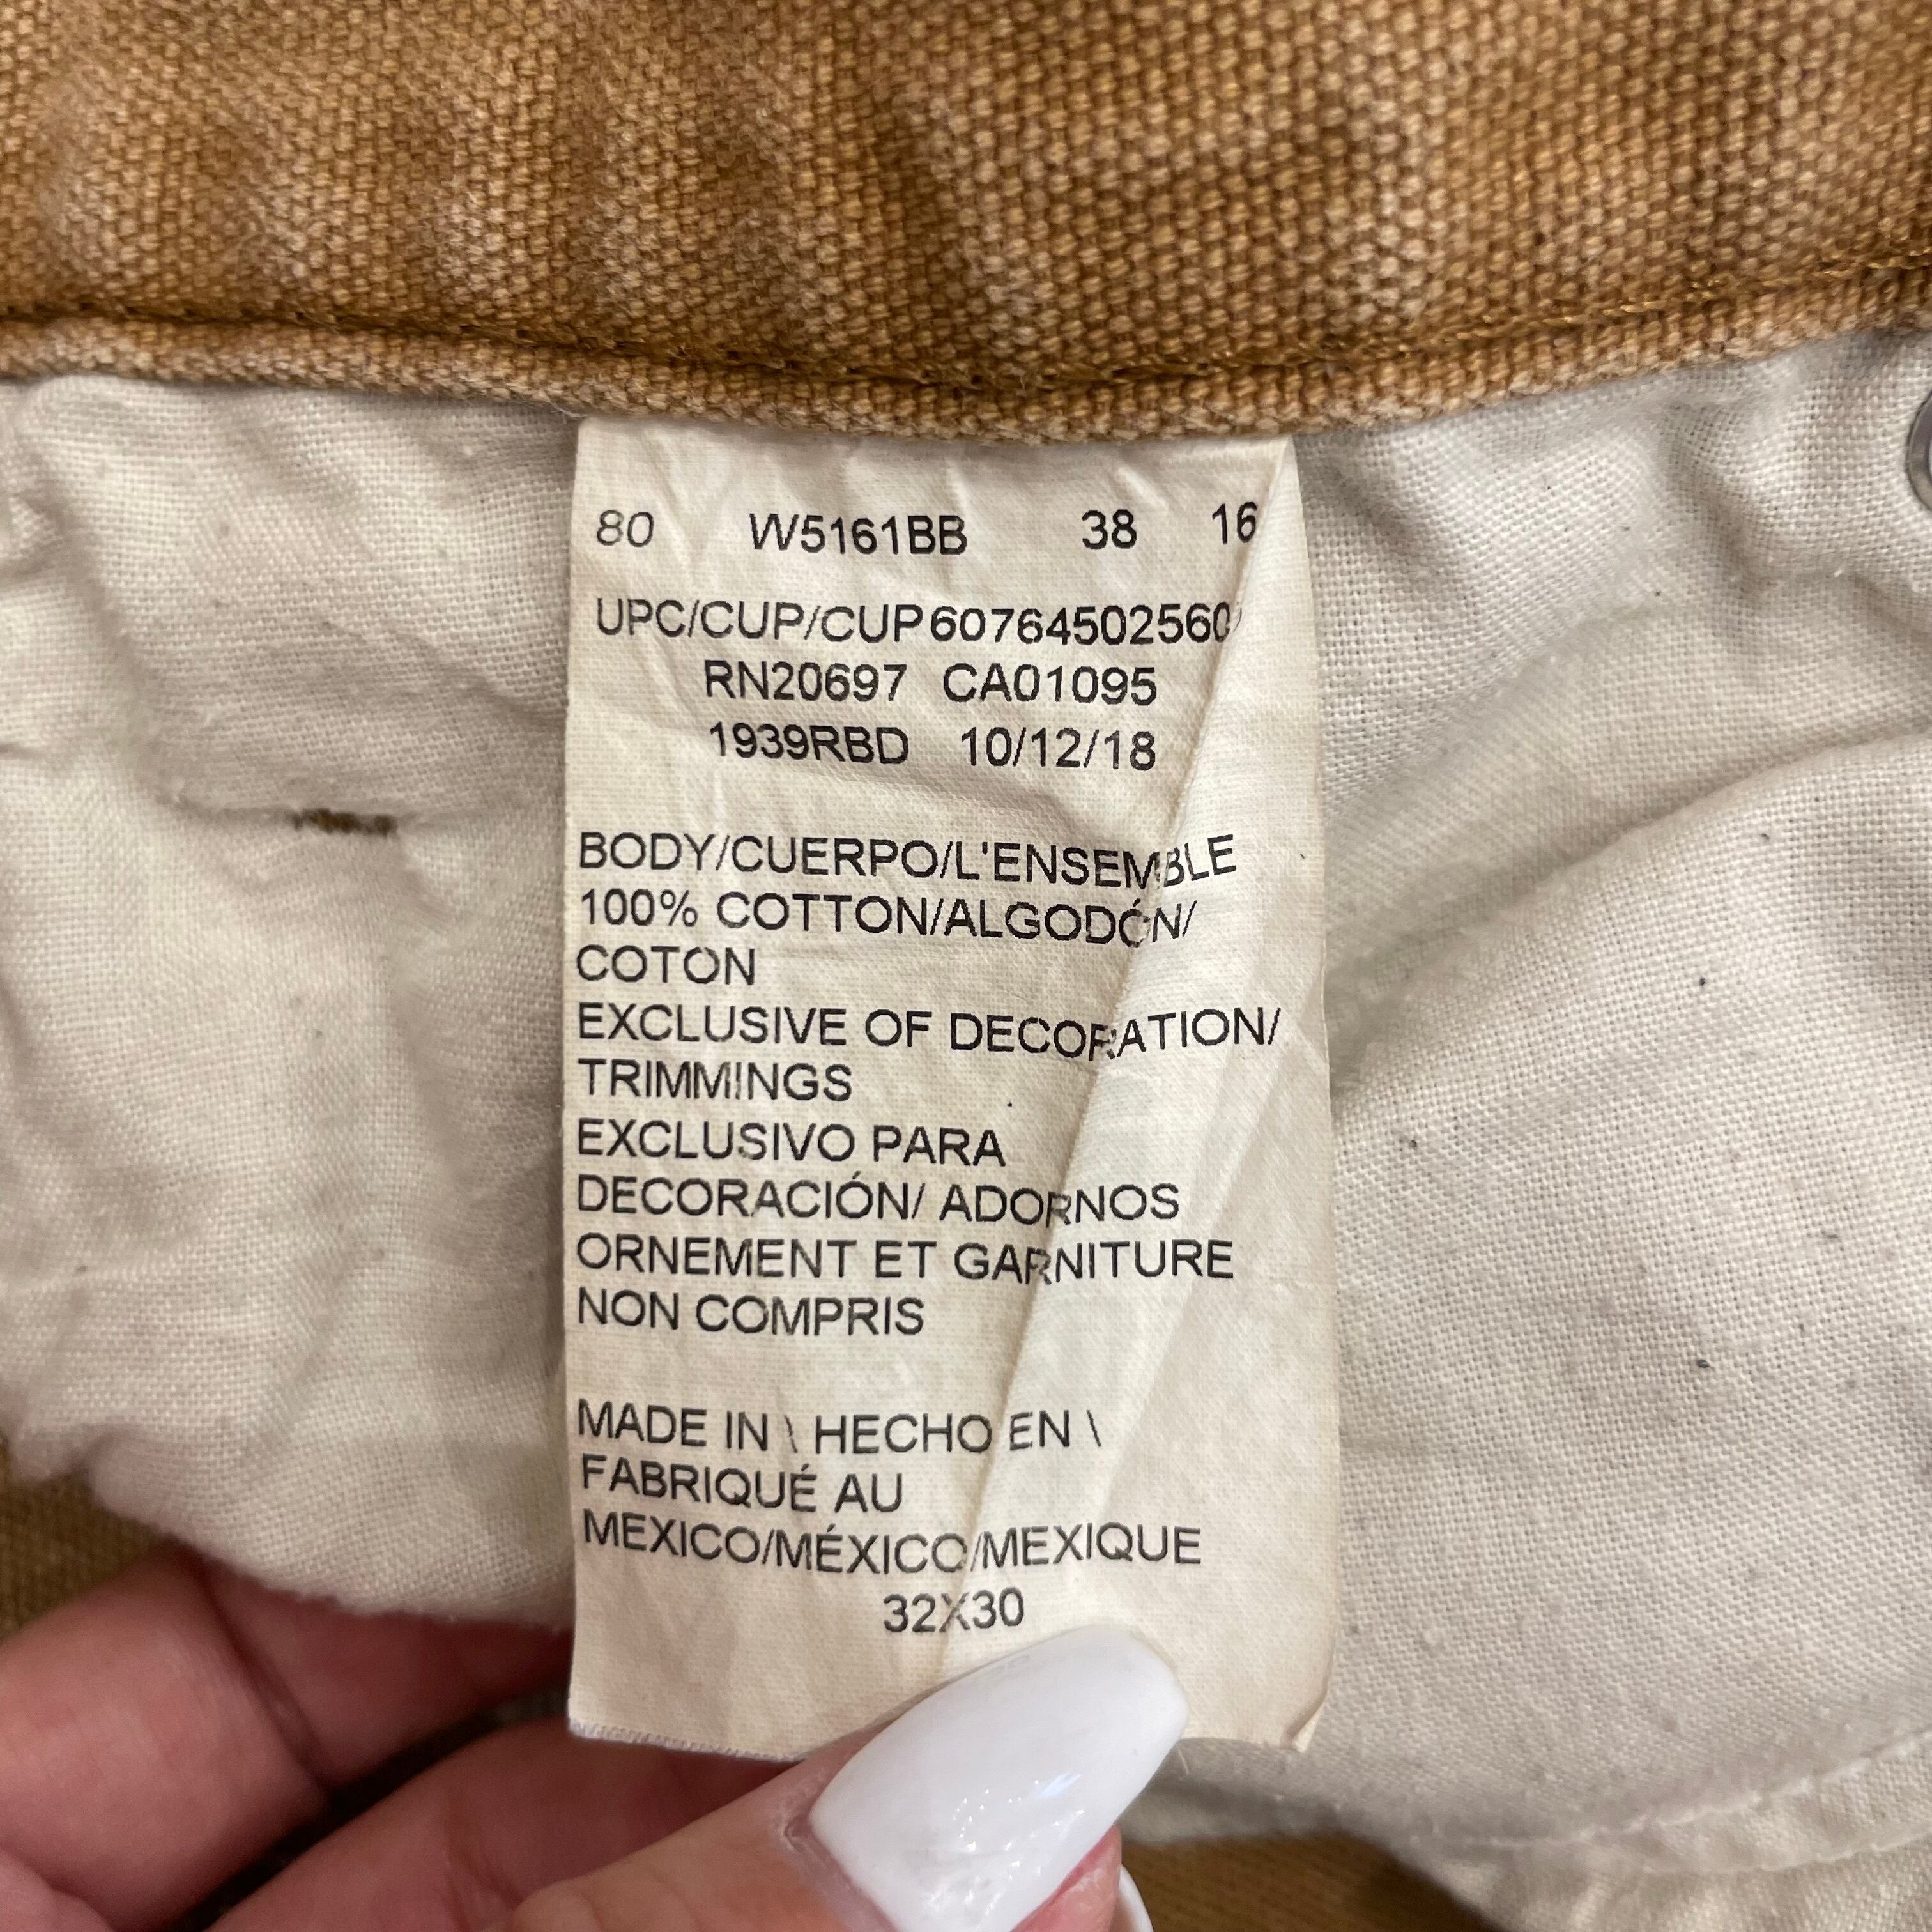 80 W5161BB 38 16
UPC/CUP/CUP
RN20697 CA01095
1939RBD 10/12/18
BODY/CUERPO/L'ENSEMBLE
100% COTTON/ALGODÓN/
COTON
EXCLUSIVE OF DECORATION/
TRIMMINGS
EXCLUSIVO PARA
DECORACIÓN/ ADORNOS
ORNEMENT ET GARNITURE
NON COMPRIS
MADE IN \ HECHO EN \
FABRIQUÉ AU
MEXICO/MÉXICO/MEXIQUE
32X30